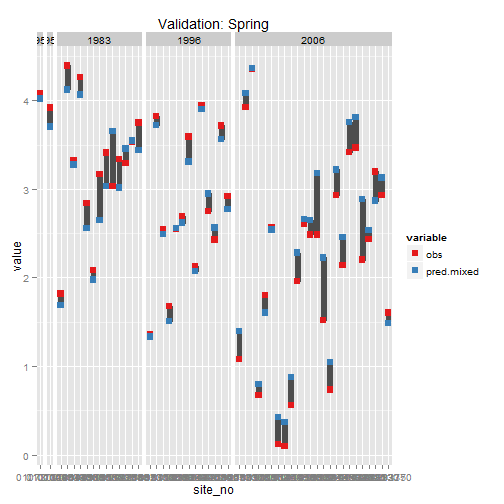 Validation: Spring
1983
1996
2006
4
3
2
1
0
value
site_no
variable
obs
pred.mixed